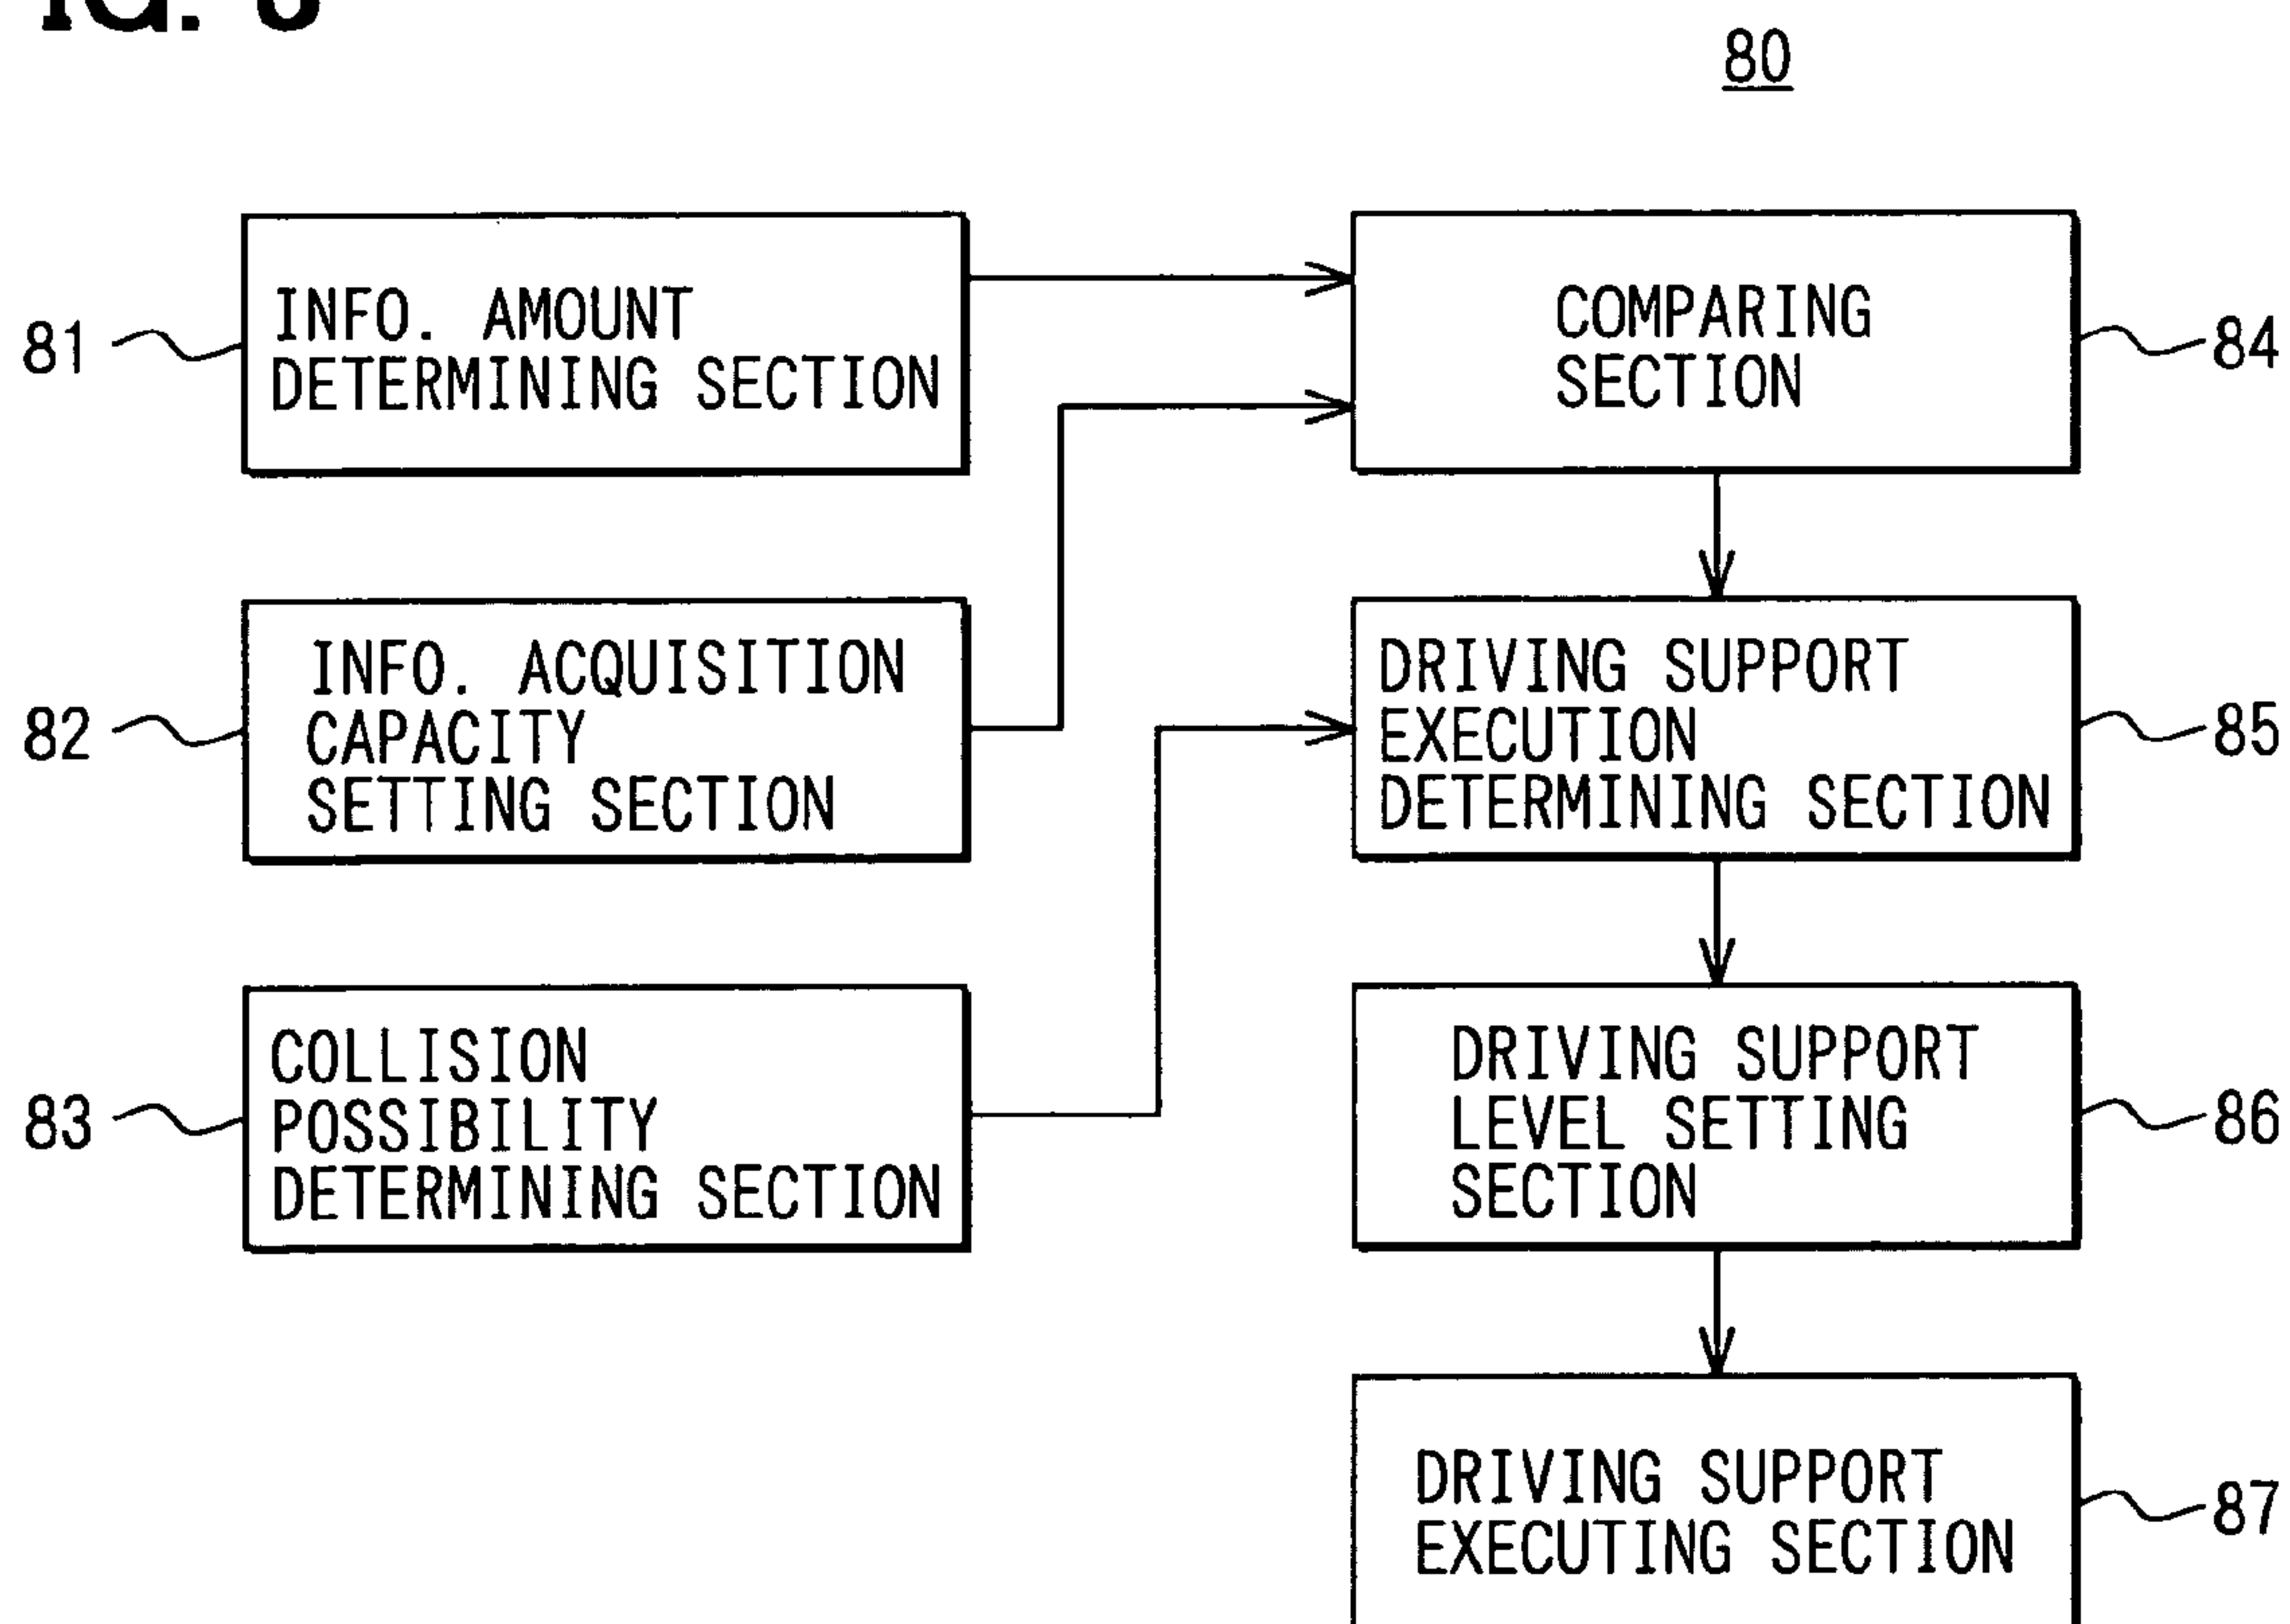 80
81
INFO. AMOUNT
DETERMINING SECTION
COMPARING
SECTION
84
82
INFO. ACQUISITION
CAPACITY
SETTING SECTION
DRIVING SUPPORT
EXECUTION
DETERMINING SECTION
85
83
COLLISION
POSSIBILITY
DETERMINING SECTION
DRIVING SUPPORT
LEVEL SETTING
SECTION
86
DRIVING SUPPORT
EXECUTING SECTION
87